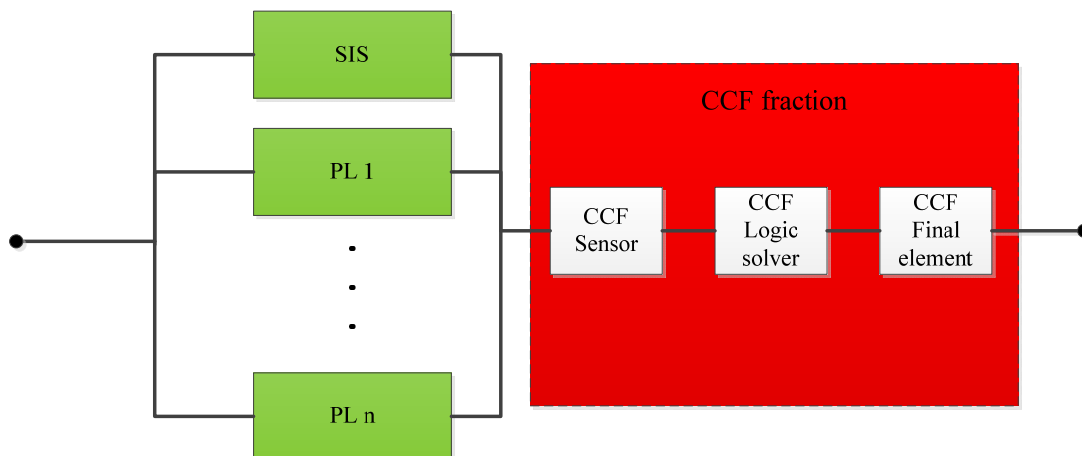 SIS
PL 1
PL n
CCF fraction
CCF
Sensor
CCF
Logic
solver
CCF
Final
element